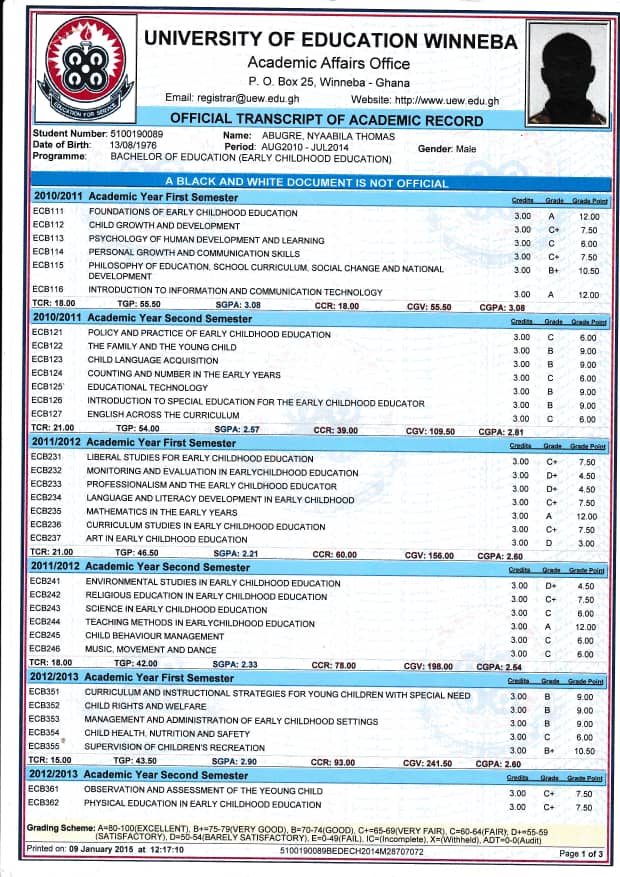 UNIVERSITY OF EDUCATION WINNEBA
Academic Affairs Office
P. O. Box 25, Winneba - Ghana
Email: registrar@uew.edu.gh Website: http://www.uew.edu.gh
EDUCATION FOR SERVICE
OFFICIAL TRANSCRIPT OF ACADEMIC RECORD
Student Number: 5100190089 Name: ABUGRE, NYAABILA THOMAS
Date of Birth: 13/08/1976 Period: AUG2010 - JUL2014 Gender: Male
Programme: BACHELOR OF EDUCATION (EARLY CHILDHOOD EDUCATION)
A BLACK AND WHITE DOCUMENT IS NOT OFFICIAL
2010/2011 Academic Year First Semester Credits Grade Grade Point
ECB111 FOUNDATIONS OF EARLY CHILDHOOD EDUCATION 3.00 A 12.00
ECB112 CHILD GROWTH AND DEVELOPMENT 3.00 C+ 7.50
ECB113 PSYCHOLOGY OF HUMAN DEVELOPMENT AND LEARNING 3.00 C 6.00
ECB114 PERSONAL GROWTH AND COMMUNICATION SKILLS 3.00 C+ 7.50
ECB115 PHILOSOPHY OF EDUCATION, SCHOOL CURRICULUM, SOCIAL CHANGE AND NATIONAL 3.00 B+ 10.50
DEVELOPMENT
ECB116 INTRODUCTION TO INFORMATION AND COMMUNICATION TECHNOLOGY 3.00 A 12.00
TCR: 18.00 TGP: 55.50 SGPA: 3.08 CCR: 18.00 CGV: 55.50 CGPA: 3.08
2010/2011 Academic Year Second Semester Credits Grade Grade Point
ECB121 POLICY AND PRACTICE OF EARLY CHILDHOOD EDUCATION 3.00 C 6.00
ECB122 THE FAMILY AND THE YOUNG CHILD 3.00 B 9.00
ECB123 CHILD LANGUAGE ACQUISITION 3.00 B 9.00
ECB124 COUNTING AND NUMBER IN THE EARLY YEARS 3.00 C 6.00
ECB125 EDUCATIONAL TECHNOLOGY 3.00 B 9.00
ECB126 INTRODUCTION TO SPECIAL EDUCATION FOR THE EARLY CHILDHOOD EDUCATOR 3.00 B 9.00
ECB127 ENGLISH ACROSS THE CURRICULUM 3.00 C 6.00
TCR: 21.00 TGP: 54.00 SGPA: 2.57 CCR: 39.00 CGV: 109.50 CGPA: 2.81
2011/2012 Academic Year First Semester Credits Grade Grade Point
ECB231 LIBERAL STUDIES FOR EARLY CHILDHOOD EDUCATION 3.00 C+ 7.50
ECB232 MONITORING AND EVALUATION IN EARLYCHILDHOOD EDUCATION 3.00 D+ 4.50
ECB233 PROFESSIONALISM AND THE EARLY CHILDHOOD EDUCATOR 3.00 D+ 4.50
ECB234 LANGUAGE AND LITERACY DEVELOPMENT IN EARLY CHILDHOOD 3.00 C+ 7.50
ECB235 MATHEMATICS IN THE EARLY YEARS 3.00 A 12.00
ECB236 CURRICULUM STUDIES IN EARLY CHILDHOOD EDUCATION 3.00 C+ 7.50
ECB237 ART IN EARLY CHILDHOOD EDUCATION 3.00 D 3.00
TCR: 21.00 TGP: 46.50 SGPA: 2.21 CCR: 60.00 CGV: 156.00 CGPA: 2.60
2011/2012 Academic Year Second Semester Credits Grade Grade Point
ECB241 ENVIRONMENTAL STUDIES IN EARLY CHILDHOOD EDUCATION 3.00 D+ 4.50
ECB242 RELIGIOUS EDUCATION IN EARLY CHILDHOOD EDUCATION 3.00 C+ 7.50
ECB243 SCIENCE IN EARLY CHILDHOOD EDUCATION 3.00 C 6.00
ECB244 TEACHING METHODS IN EARLYCHILDHOOD EDUCATION 3.00 A 12.00
ECB245 CHILD BEHAVIOUR MANAGEMENT 3.00 C 6.00
ECB246 MUSIC, MOVEMENT AND DANCE 3.00 C 6.00
TCR: 18.00 TGP: 42.00 SGPA: 2.33 CCR: 78.00 CGV: 198.00 CGPA: 2.54
2012/2013 Academic Year First Semester Credits Grade Grade Point
ECB351 CURRICULUM AND INSTRUCTIONAL STRATEGIES FOR YOUNG CHILDREN WITH SPECIAL NEED 3.00 B 9.00
ECB352 CHILD RIGHTS AND WELFARE 3.00 B 9.00
ECB353 MANAGEMENT AND ADMINISTRATION OF EARLY CHILDHOOD SETTINGS 3.00 B 9.00
ECB354 CHILD HEALTH, NUTRITION AND SAFETY 3.00 C 6.00
ECB355 SUPERVISION OF CHILDREN'S RECREATION 3.00 B+ 10.50
TCR: 15.00 TGP: 43.50 SGPA: 2.90 CCR: 93.00 CGV: 241.50 CGPA: 2.60
2012/2013 Academic Year Second Semester Credits Grade Grade Point
ECB361 OBSERVATION AND ASSESSMENT OF THE YEOUNG CHILD 3.00 C+ 7.50
ECB362 PHYSICAL EDUCATION IN EARLY CHILDHOOD EDUCATION 3.00 C+ 7.50
Grading Scheme: A=80-100(EXCELLENT), B+=75-79(VERY GOOD), B=70-74(GOOD), C+=65-69(VERY FAIR), C=60-64(FAIR), D+=55-59
(SATISFACTORY), D=50-54(BARELY SATISFACTORY), E=0-49(FAIL), IC=(Incomplete), X=(Withheld), ADT=0-0(Audit)
Printed on: 09 January 2015 at 12:17:10 5100190089BEDECH2014M28707072 Page 1 of 3